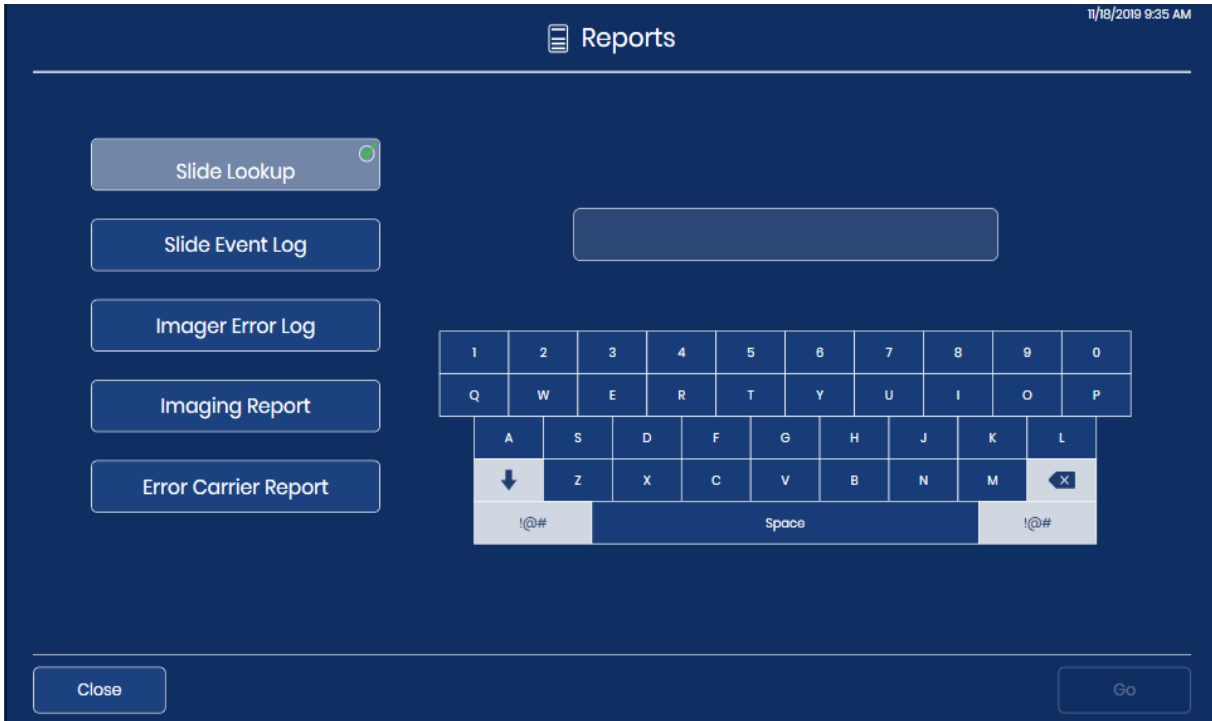 11/18/2019 9:35 AM
Reports
Slide Lookup
Slide Event Log
Imager Error Log
Imaging Report
Error Carrier Report
1 2 3 4 5 6 7 8 9 0
Q W E R T Y U I O P
A S D F G H J K L
Z X C V B N M
!@# Space !@#
Close
Go